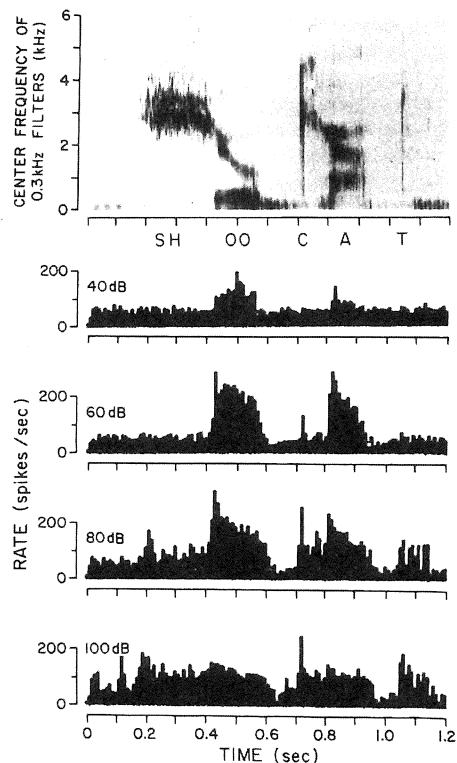 CENTER FREQUENCY OF
0.3kHz FILTERS (kHz)
6
4
2
0
SH OO C A T
40dB
200
0
60dB
200
0
80dB
200
0
100dB
200
0
RATE (spikes/sec)
0 0.2 0.4 0.6 0.8 1.0 1.2
TIME (sec)